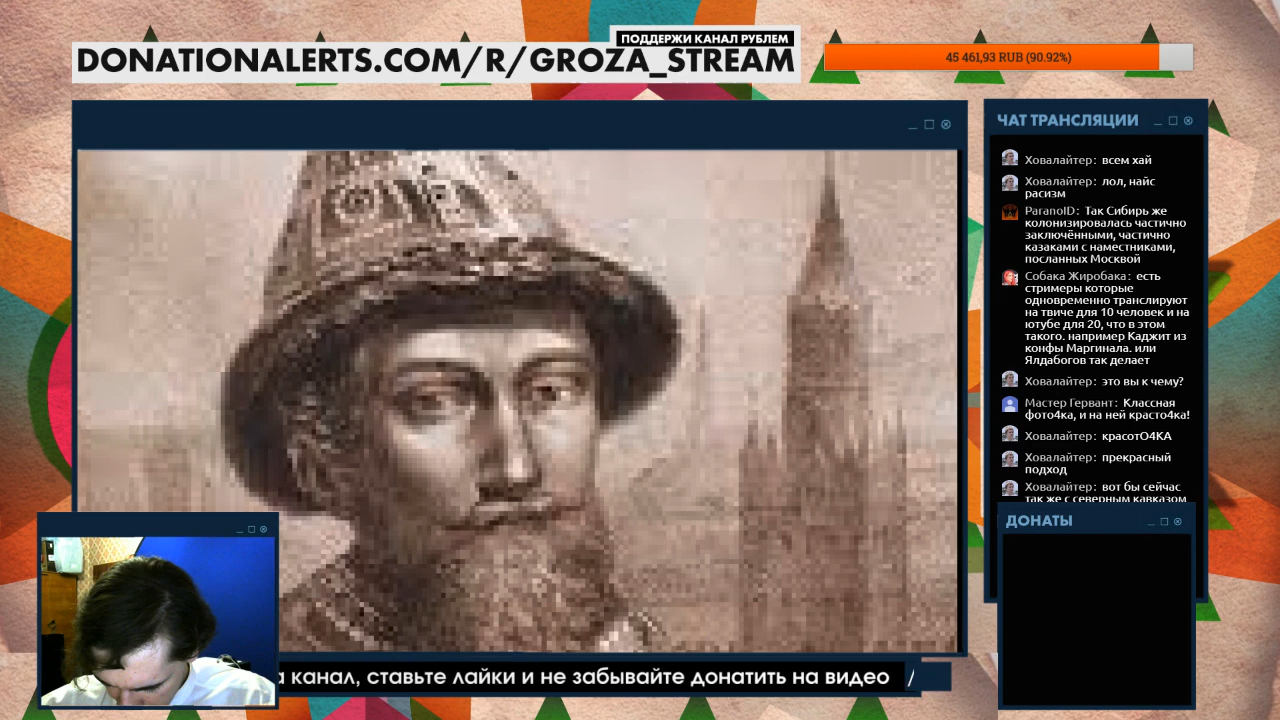 ПОДДЕРЖИ КАНАЛ РУБЛЕМ
DONATIONALERTS.COM/R/GROZA_STREAM
45 461,93 RUB (90.92%)
ЧАТ ТРАНСЛЯЦИИ
Ховалайтер: всем хай
Ховалайтер: лол, найс
расизм
ParanoID: Так Сибирь же
колонизировалась частично
заключёнными, частично
казаками с наместниками,
посланных Москвой
Собака Жиробака: есть
стримеры которые
одновременно транслируют
на твиче для 10 человек и на
ютубе для 20, что в этом
такого. например Каджит из
конфы Маргинала. или
Ялдабогов так делает
Ховалайтер: это вы к чему?
Мастер Гервант: Классная
фото4ка, и на ней красто4ка!
Ховалайтер: красотО4КА
Ховалайтер: прекрасный
подход
Ховалайтер: вот бы сейчас
так же с северным кавказом
ДОНАТЫ
а канал, ставьте лайки и не забывайте донатить на видео /